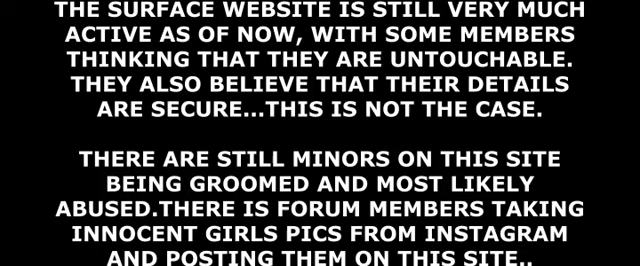 THE SURFACE WEBSITE IS STILL VERY MUCH
ACTIVE AS OF NOW, WITH SOME MEMBERS
THINKING THAT THEY ARE UNTOUCHABLE.
THEY ALSO BELIEVE THAT THEIR DETAILS
ARE SECURE...THIS IS NOT THE CASE.
THERE ARE STILL MINORS ON THIS SITE
BEING GROOMED AND MOST LIKELY
ABUSED.THERE IS FORUM MEMBERS TAKING
INNOCENT GIRLS PICS FROM INSTAGRAM
AND POSTING THEM ON THIS SITE..